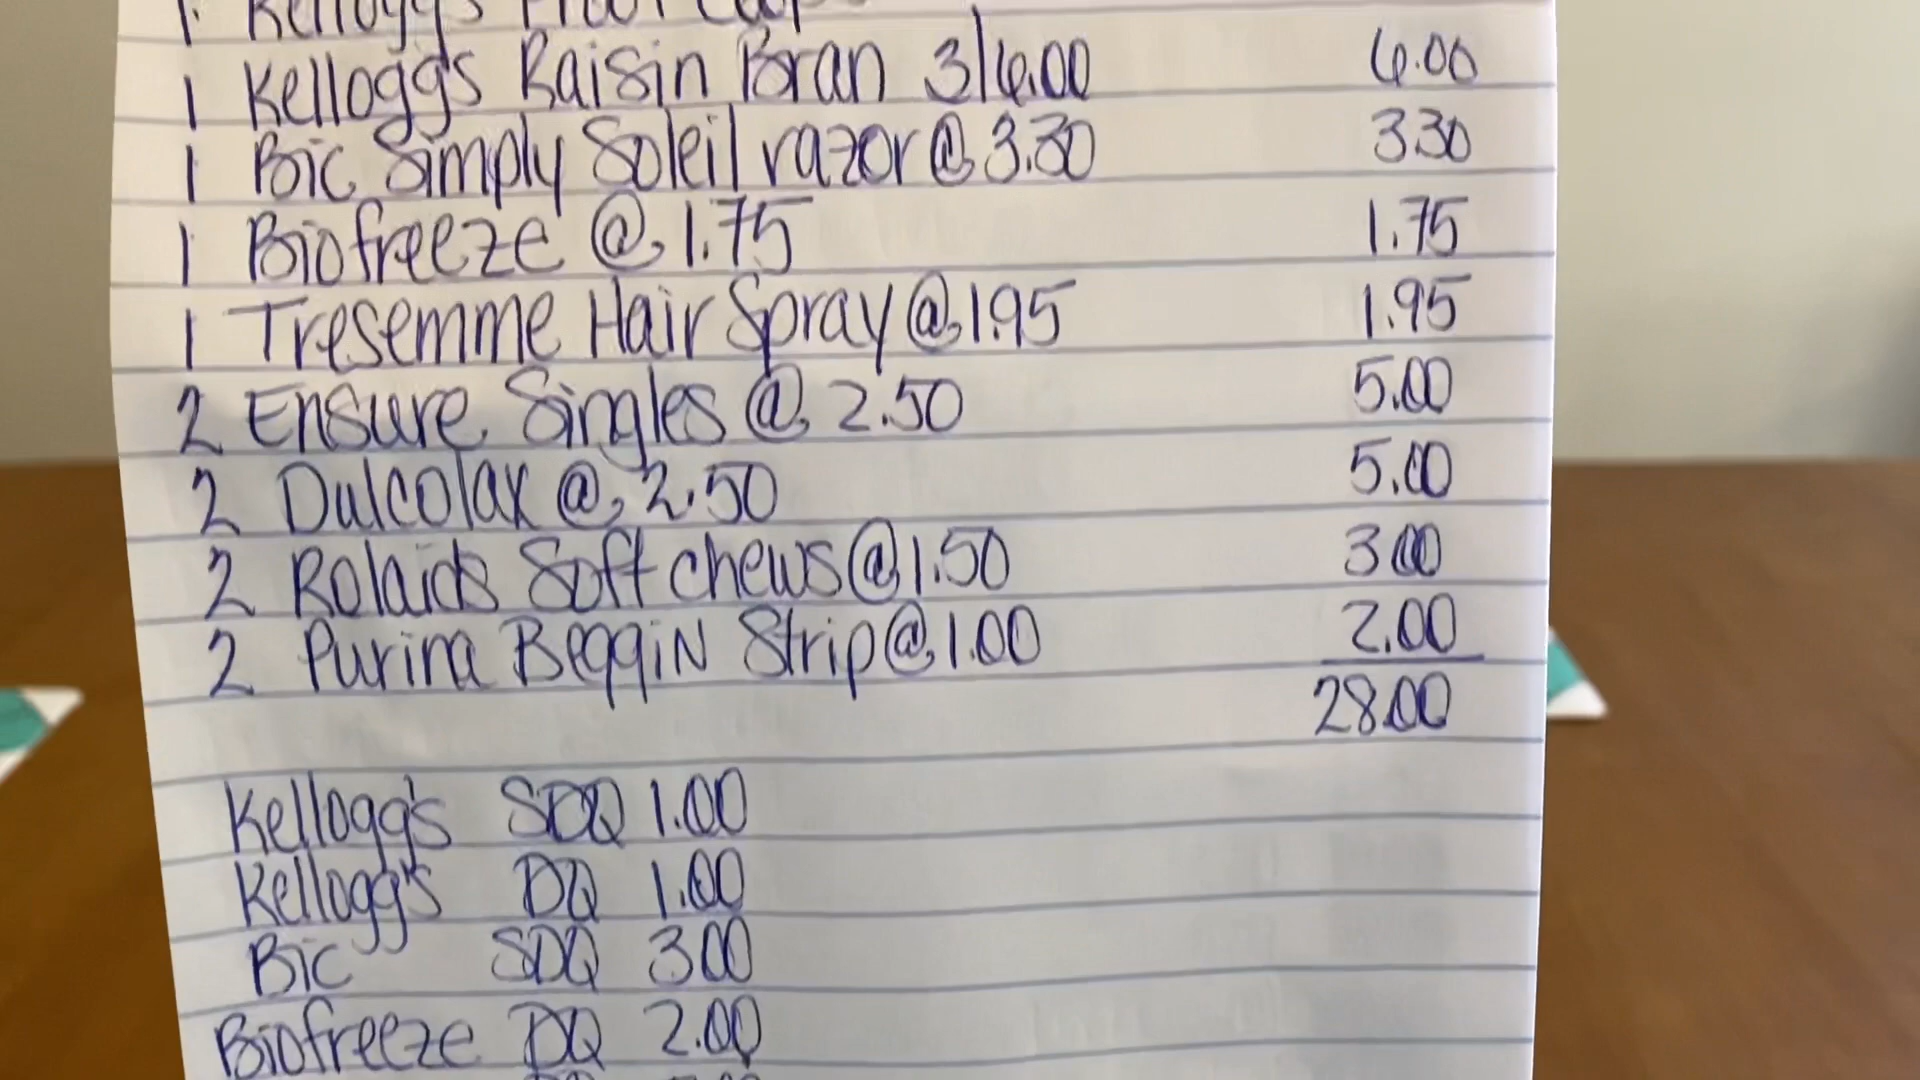 1 Kellogg's Froot Loops
1 Kellogg's Raisin Bran 3/6.00 6.00
1 Bic Simply Soleil razor @ 3.30 3.30
1 Biofreeze @ 1.75 1.75
1 Tresemme Hair Spray @ 1.95 1.95
2 Ensure Singles @ 2.50 5.00
2 Dulcolax @ 2.50 5.00
2 Rolaids Soft chews @ 1.50 3.00
2 Purina Beggin Strip @ 1.00 2.00
28.00
Kellogg's SDQ 1.00
Kellogg's DQ 1.00
Bic SDQ 3.00
Biofreeze DQ 2.00